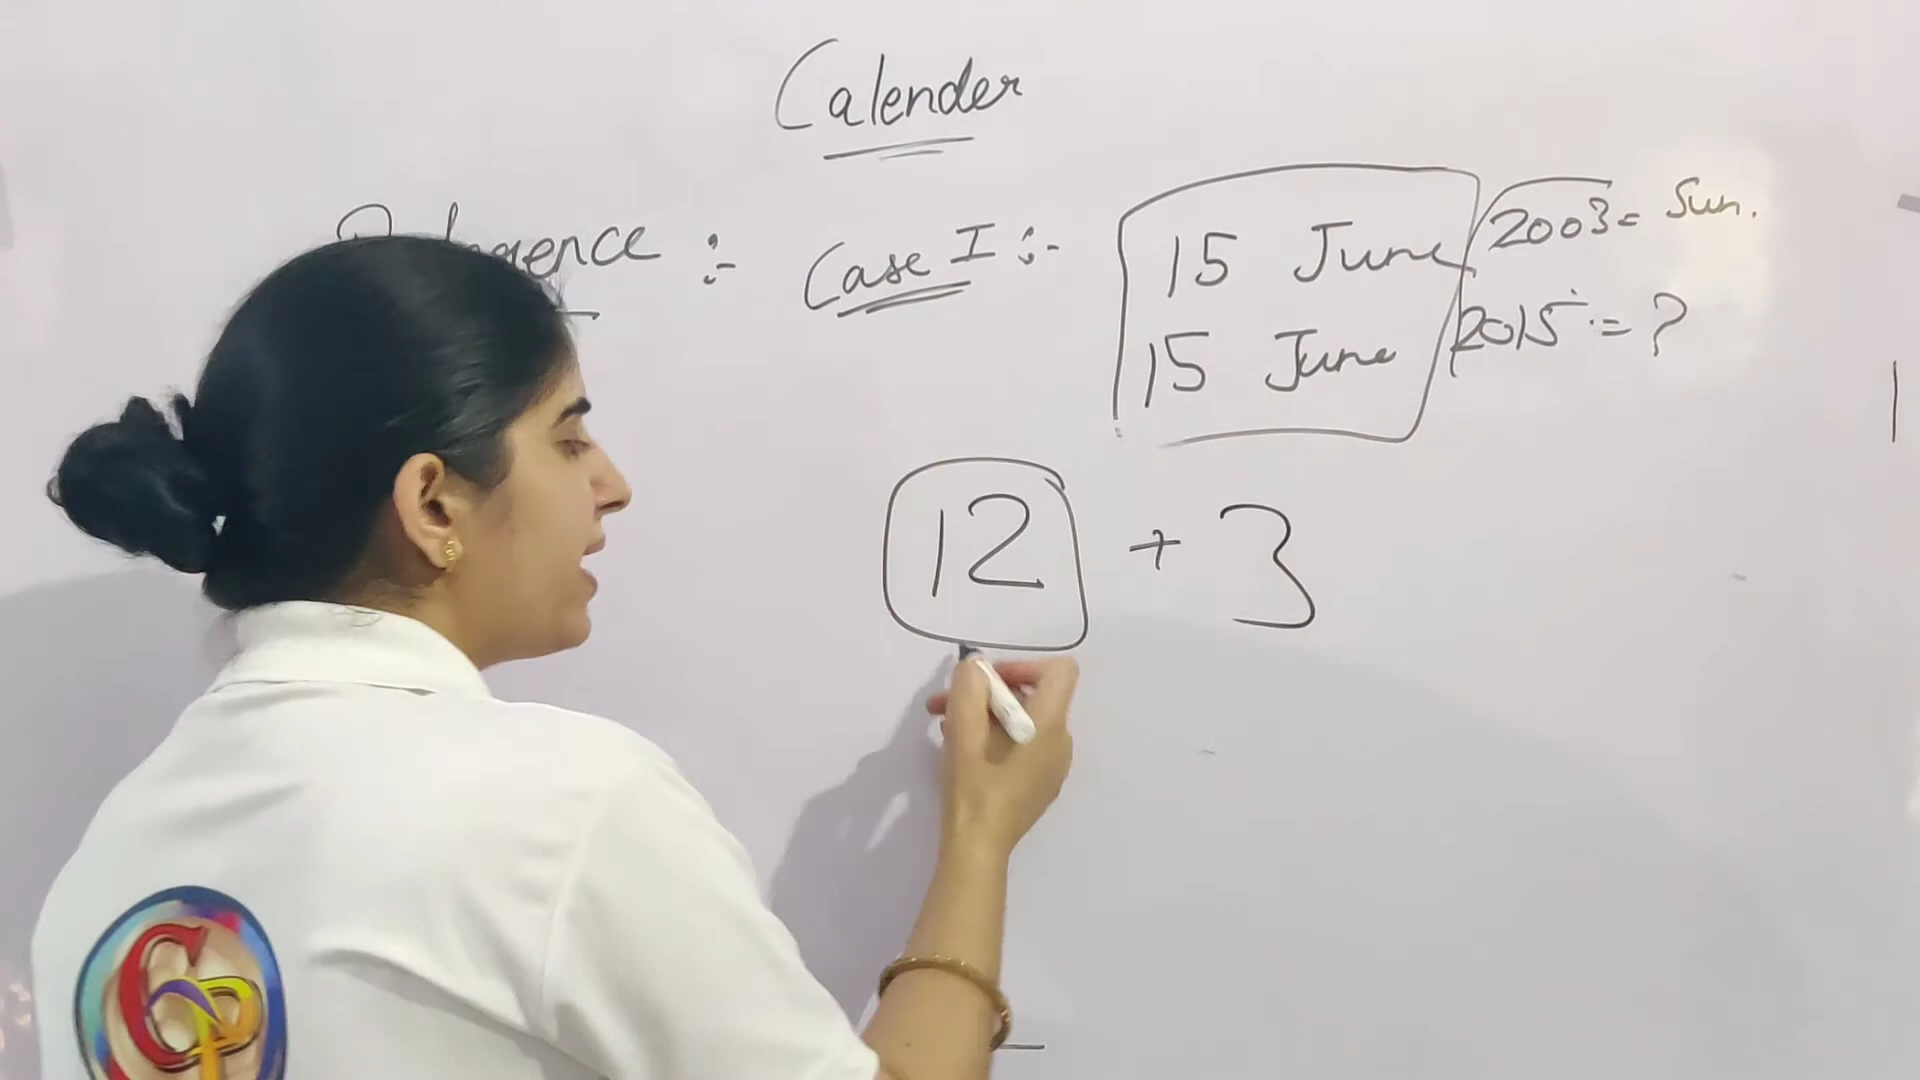 Calender
:- Case I :- 15 June 2003 = Sun.
15 June 2015 = ?
12 + 3